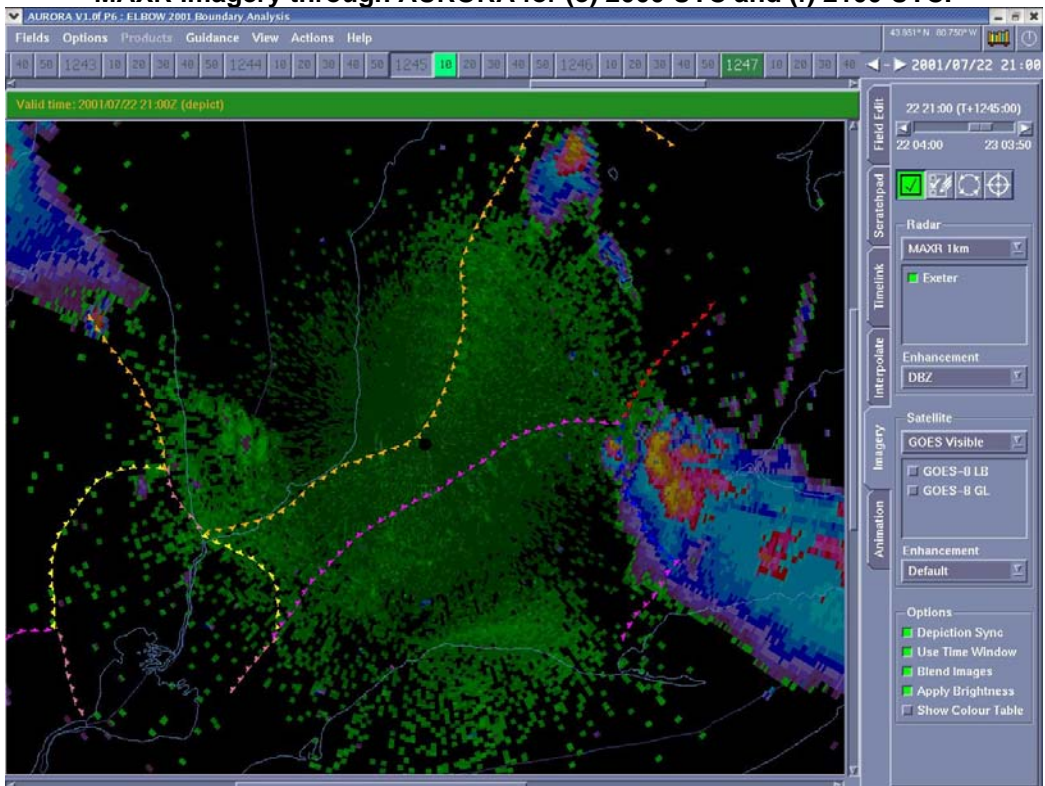 MAXR imagery through AURORA for (e) 2000 UTC and (f) 2100 UTC.
AURORA V1.0f P6 : ELBOW 2001 Boundary Analysis
Fields Options Products Guidance View Actions Help
43.951° N 80.750° W
40 50 1243 10 20 30 40 50 1244 10 20 30 40 50 1245 10 20 30 40 50 1246 10 20 30 40 50 1247 10 20 30 40
2001/07/22 21:00
Valid time: 2001/07/22 21:00Z (depict)
Field Edit
Scratchpad
Timelink
Interpolate
Imagery
Animation
22 21:00 (T+1245:00)
22 04:00 23 03:50
Radar
MAXR 1km
Exeter
Enhancement
DBZ
Satellite
GOES Visible
GOES-8 LB
GOES-8 GL
Enhancement
Default
Options
Depiction Sync
Use Time Window
Blend Images
Apply Brightness
Show Colour Table